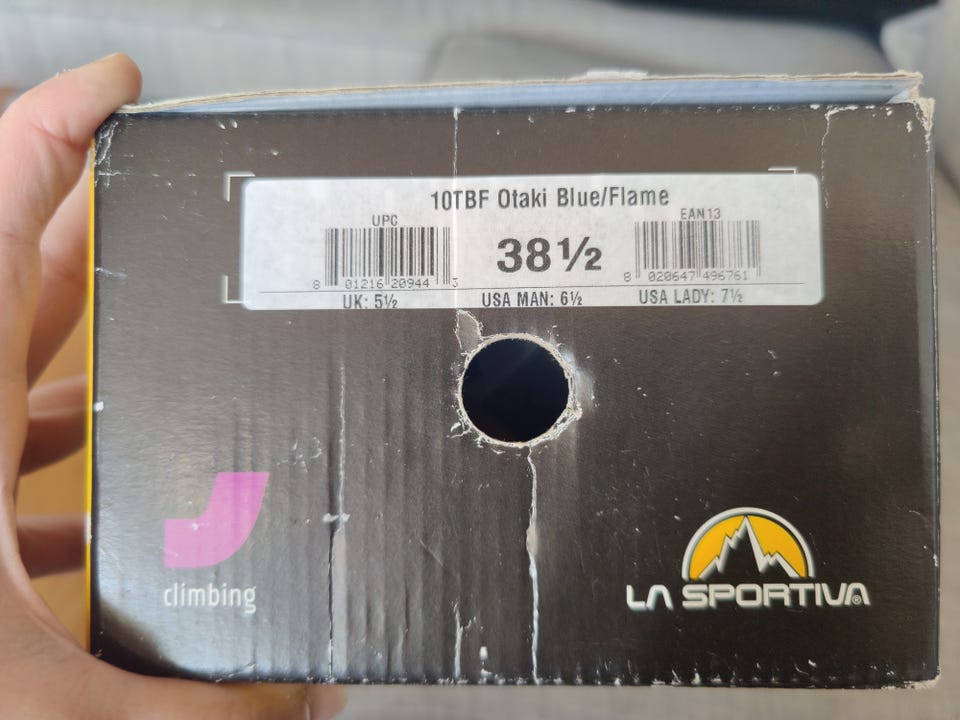 10TBF Otaki Blue/Flame
UPC
EAN13
38½
8 01216 20944 3
8 020647 496761
UK: 5½ USA MAN: 6½ USA LADY: 7½
climbing
LA SPORTIVA®